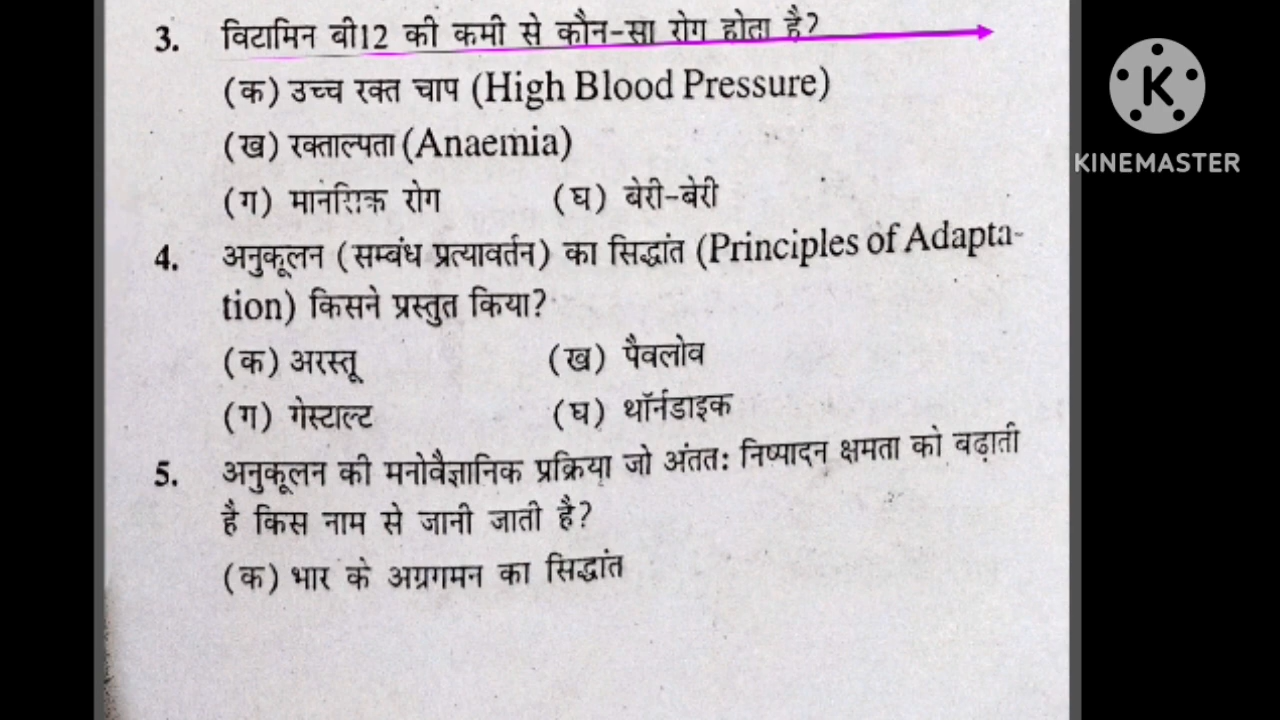 3. विटामिन बी12 की कमी से कौन-सा रोग होता है?
(क) उच्च रक्त चाप (High Blood Pressure)
(ख) रक्ताल्पता (Anaemia)
(ग) मानसिक रोग (घ) बेरी-बेरी
4. अनुकूलन (सम्बंध प्रत्यावर्तन) का सिद्धांत (Principles of Adapta-
tion) किसने प्रस्तुत किया?
(क) अरस्तू (ख) पैवलोव
(ग) गेस्टाल्ट (घ) थॉर्नडाइक
5. अनुकूलन की मनोवैज्ञानिक प्रक्रिया जो अंततः निष्पादन क्षमता को बढ़ाती
है किस नाम से जानी जाती है?
(क) भार के अग्रगमन का सिद्धांत
K
KINEMASTER